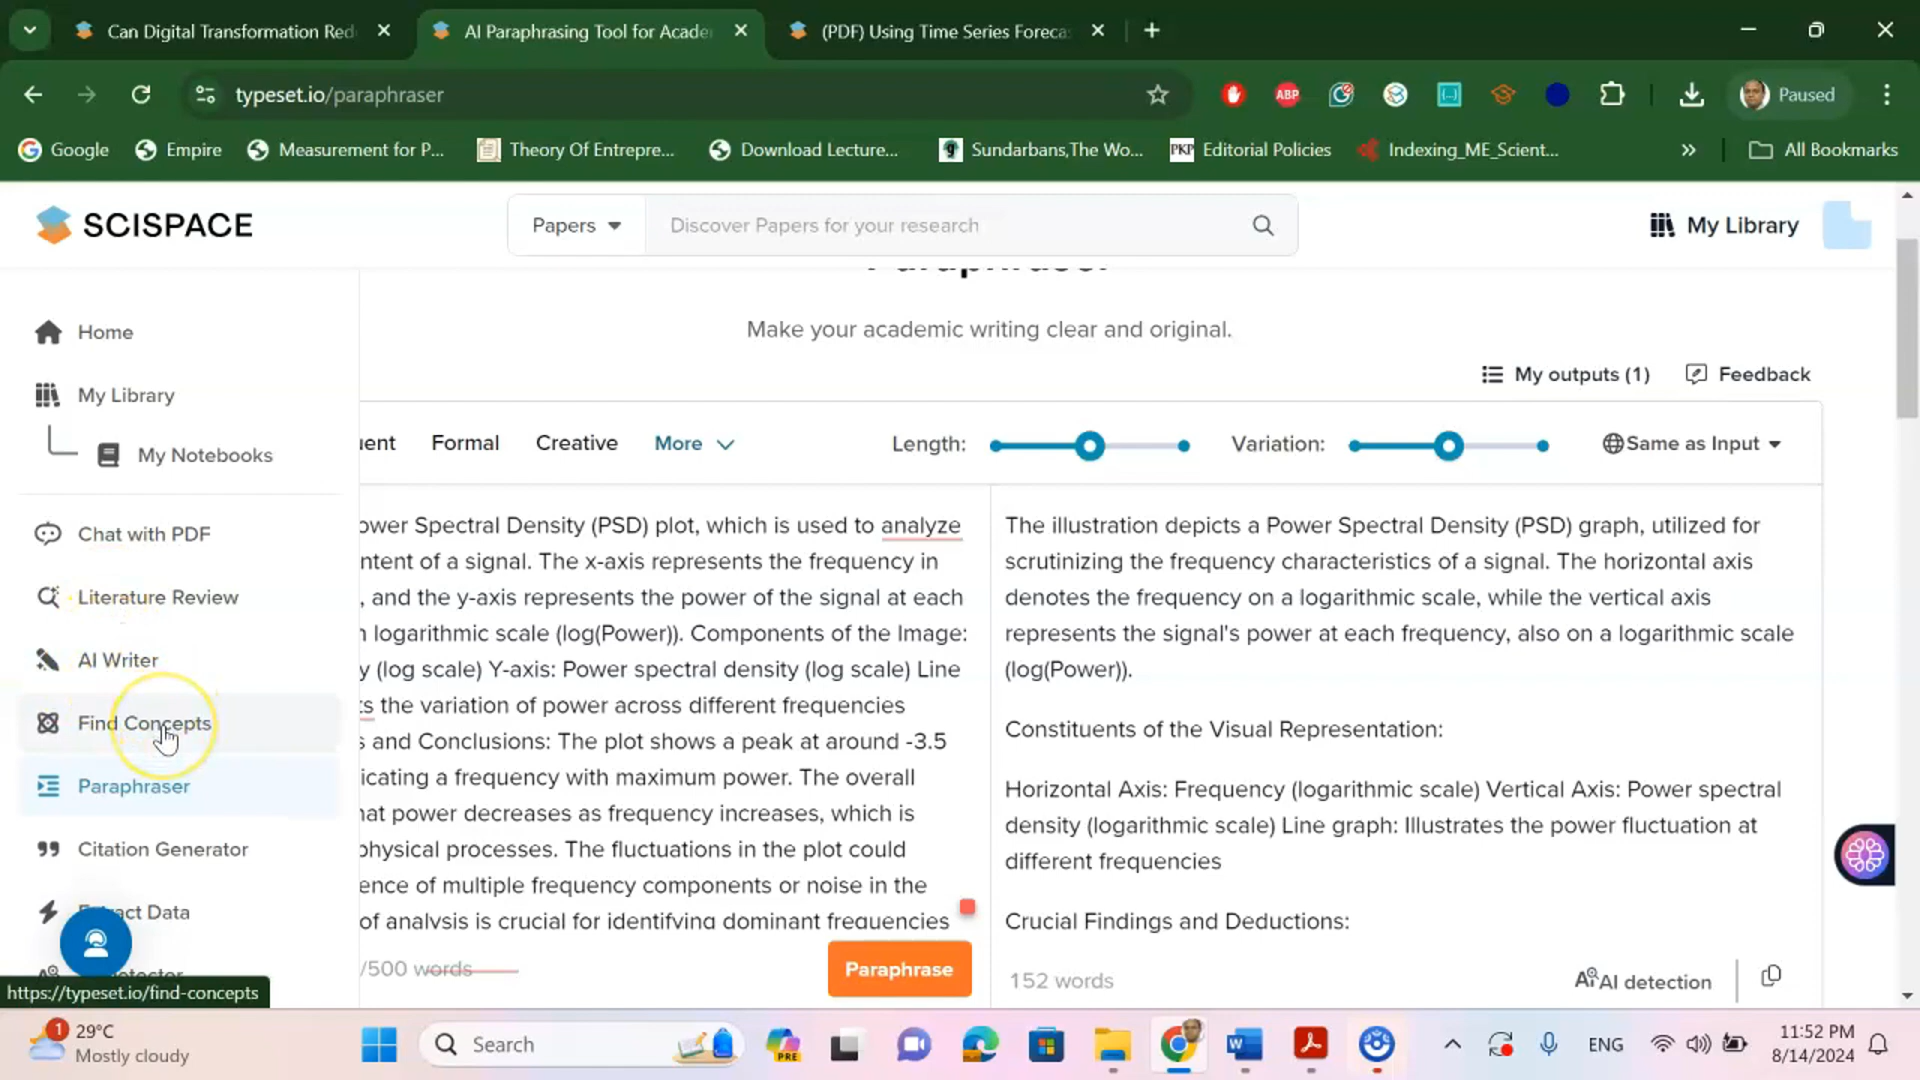 Can Digital Transformation Red
AI Paraphrasing Tool for Acade
(PDF) Using Time Series Foreca
typeset.io/paraphraser
ABP
Paused
Google
Empire
Measurement for P...
Theory Of Entrepre...
Download Lecture...
Sundarbans,The Wo...
PKP Editorial Policies
Indexing_ME_Scient...
»
All Bookmarks
SCISPACE
Papers
Discover Papers for your research
My Library
Make your academic writing clear and original.
My outputs (1)
Feedback
Home
My Library
My Notebooks
Chat with PDF
Literature Review
AI Writer
Find Concepts
Paraphraser
Citation Generator
https://typeset.io/find-concepts
Formal
Creative
More
Length:
Variation:
Same as Input
Power Spectral Density (PSD) plot, which is used to analyze
content of a signal. The x-axis represents the frequency in
, and the y-axis represents the power of the signal at each
logarithmic scale (log(Power)). Components of the Image:
(log scale) Y-axis: Power spectral density (log scale) Line
the variation of power across different frequencies
and Conclusions: The plot shows a peak at around -3.5
a frequency with maximum power. The overall
that power decreases as frequency increases, which is
physical processes. The fluctuations in the plot could
of multiple frequency components or noise in the
of analysis is crucial for identifying dominant frequencies
/500 words
Paraphrase
The illustration depicts a Power Spectral Density (PSD) graph, utilized for
scrutinizing the frequency characteristics of a signal. The horizontal axis
denotes the frequency on a logarithmic scale, while the vertical axis
represents the signal's power at each frequency, also on a logarithmic scale
(log(Power)).
Constituents of the Visual Representation:
Horizontal Axis: Frequency (logarithmic scale) Vertical Axis: Power spectral
density (logarithmic scale) Line graph: Illustrates the power fluctuation at
different frequencies
Crucial Findings and Deductions:
152 words
AI detection
1
29°C
Mostly cloudy
Search
PRE
ENG
11:52 PM
8/14/2024